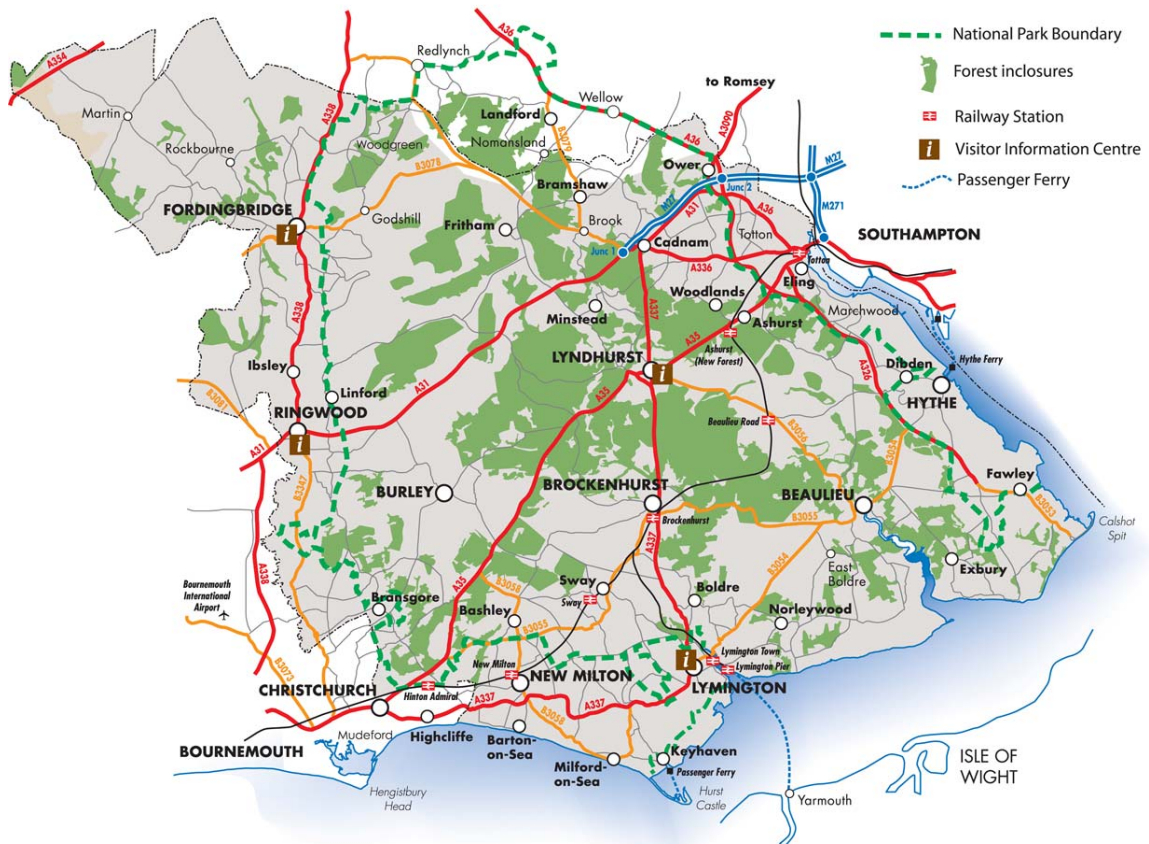 National Park Boundary
Forest inclosures
Railway Station
i
Visitor Information Centre
Passenger Ferry
A354
A36
Redlynch
A338
to Romsey
Wellow
Martin
Landford
A3090
Rockbourne
Woodgreen
Nomansland
B3079
A36
M27
Ower
B3078
Junc 2
Bramshaw
M27
A31
M271
FORDINGBRIDGE
i
Godshill
Fritham
Brook
A36
Totton
SOUTHAMPTON
Junc 1
Cadnam
Totton
A336
Eling
A338
Minstead
Woodlands
A337
Marchwood
Ashurst
Ashurst
(New Forest)
A35
LYNDHURST
i
Hythe Ferry
Ibsley
Dibden
A326
HYTHE
Linford
A31
A35
B3081
RINGWOOD
i
Beaulieu Road
B3056
B3054
A31
B3347
BURLEY
BROCKENHURST
BEAULIEU
Fawley
Brockenhurst
B3055
B3053
Calshot
Spit
A337
A338
East
Boldre
Exbury
B3054
Bournemouth
International
Airport
A35
B3058
Sway
Sway
Boldre
Bransgore
Bashley
B3055
Norleywood
B3073
New Milton
NEW MILTON
Lymington Town
Lymington Pier
i
LYMINGTON
CHRISTCHURCH
Hinton Admiral
A337
A337
Highcliffe
B3058
Mudeford
BOURNEMOUTH
Barton-
on-Sea
Milford-
on-Sea
Keyhaven
Passenger Ferry
Hengistbury
Head
Hurst
Castle
Yarmouth
ISLE OF
WIGHT